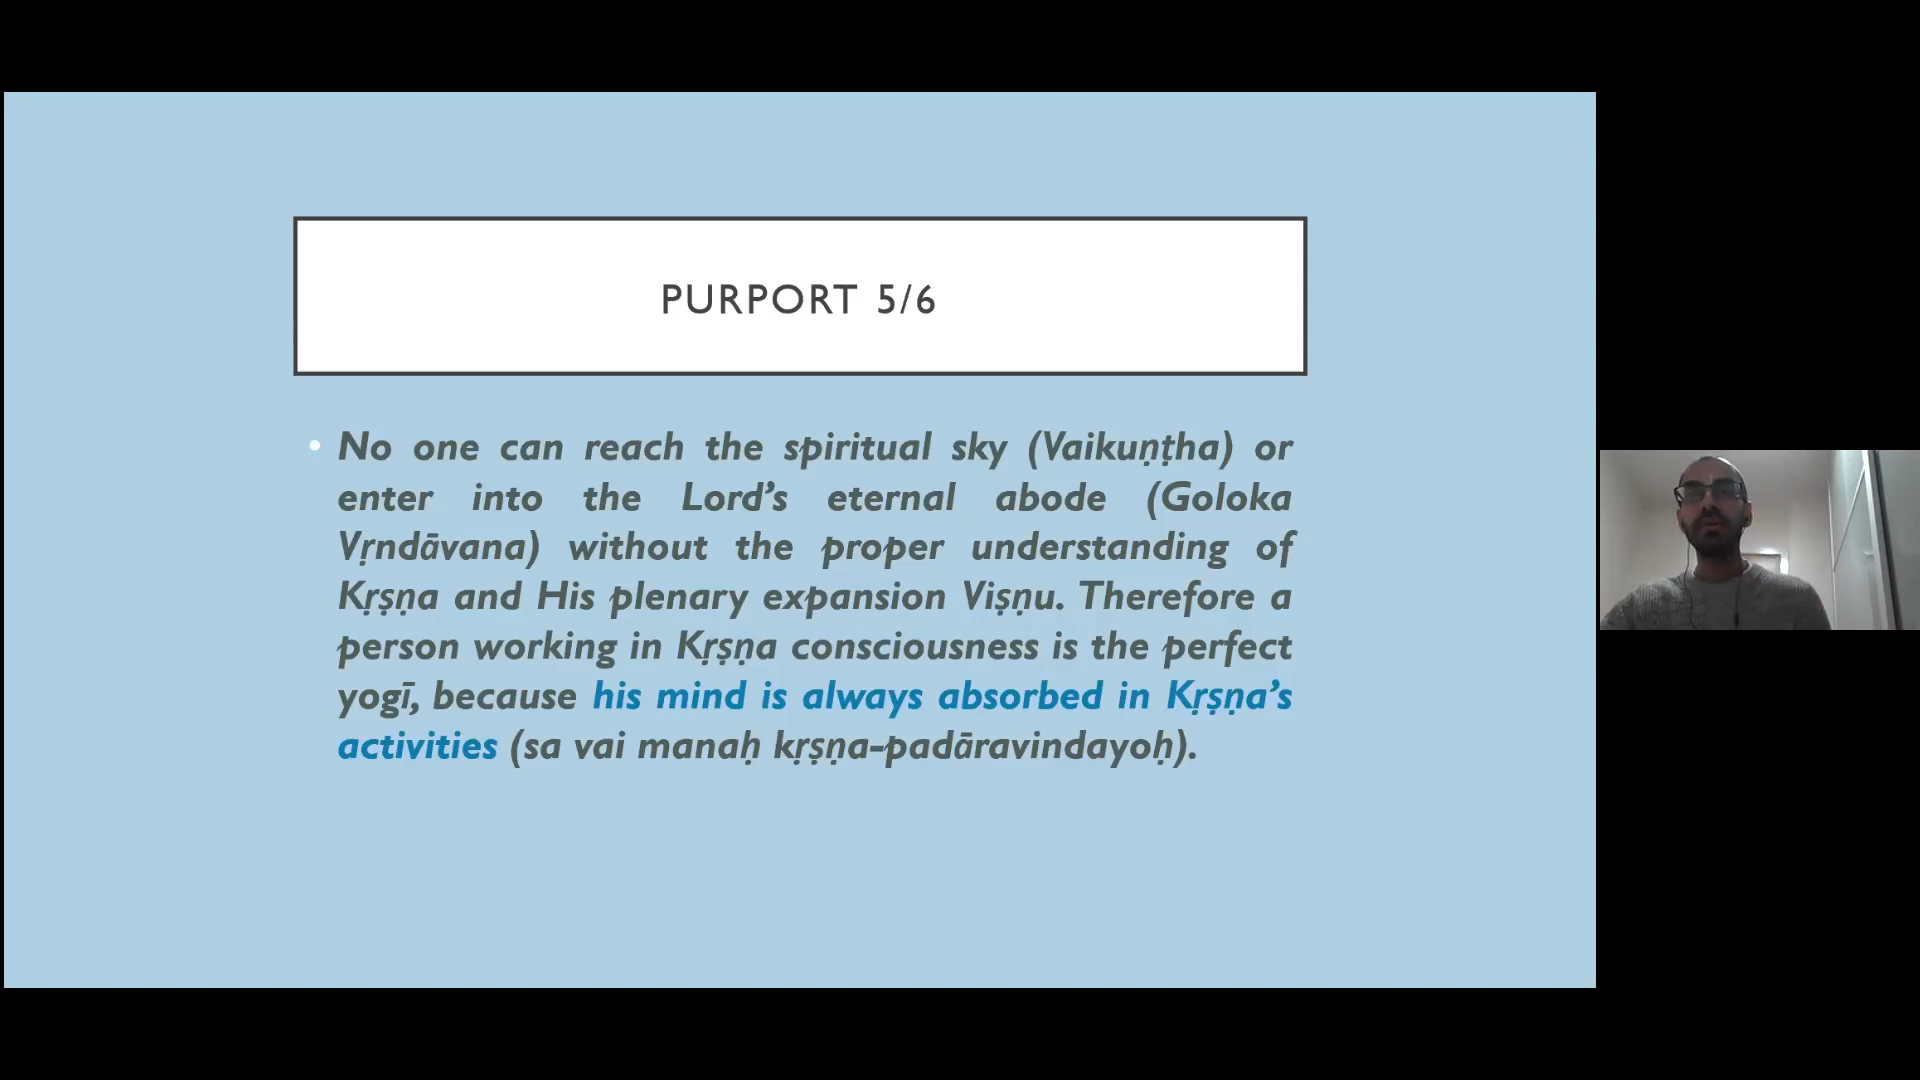 PURPORT 5/6
• No one can reach the spiritual sky (Vaikuṇṭha) or
enter into the Lord’s eternal abode (Goloka
Vṛndāvana) without the proper understanding of
Kṛṣṇa and His plenary expansion Viṣṇu. Therefore a
person working in Kṛṣṇa consciousness is the perfect
yogī, because his mind is always absorbed in Kṛṣṇa’s
activities (sa vai manaḥ kṛṣṇa-padāravindayoḥ).